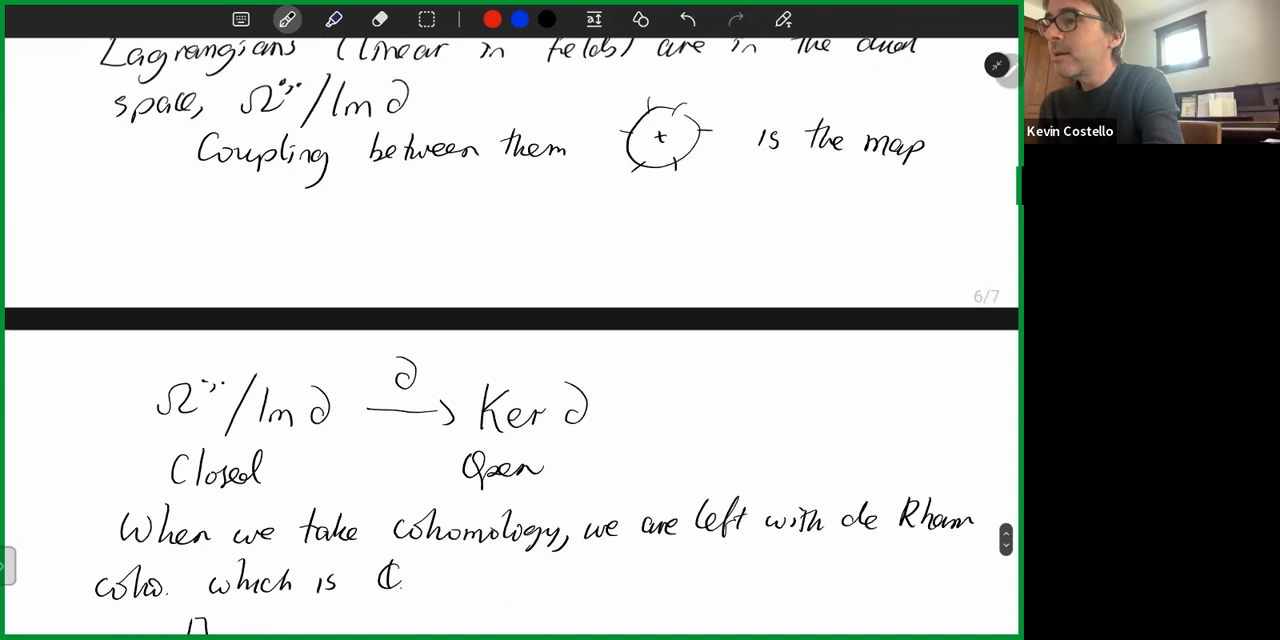 Lagrangians (linear in fields) are in the dual
space, Ω^{•,•}/Im ∂
Coupling between them is the map
Kevin Costello
6/7
Ω^{•,•}/Im ∂ —∂→ Ker ∂
Closed Open
When we take cohomology, we are left with de Rham
coho. which is ℂ.